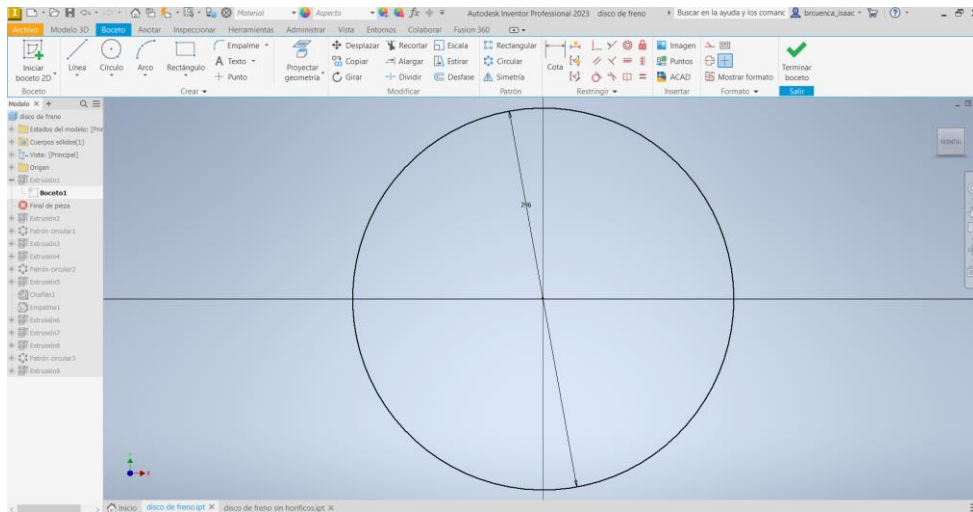 Material
Aspecto
fx
Autodesk Inventor Professional 2023 disco de freno
Buscar en la ayuda y los comanc
brcuenca_isaac
Archivo Modelo 3D Boceto Anotar Inspeccionar Herramientas Administrar Vista Entornos Colaborar Fusion 360
Iniciar boceto 2D
Línea
Círculo
Arco
Rectángulo
Empalme
Texto
Punto
Proyectar geometría
Desplazar Recortar Escala
Copiar Alargar Estirar
Girar Dividir Desfase
Rectangular
Circular
Simetría
Cota
Imagen
Puntos
ACAD
Mostrar formato
Terminar boceto
Boceto Crear Modificar Patrón Restringir Insertar Formato Salir
Modelo
disco de freno
Estados del modelo: [Prin
Cuerpos sólidos(1)
Vista: [Principal]
Origen
Extrusión1
Boceto1
Final de pieza
Extrusión2
Patrón circular1
Extrusión3
Extrusión4
Patrón circular2
Extrusión5
Chaflán1
Empalme1
Extrusión6
Extrusión7
Extrusión8
Patrón circular3
Extrusión9
296
FRONTAL
Inicio disco de freno.ipt disco de freno sin horificos.ipt